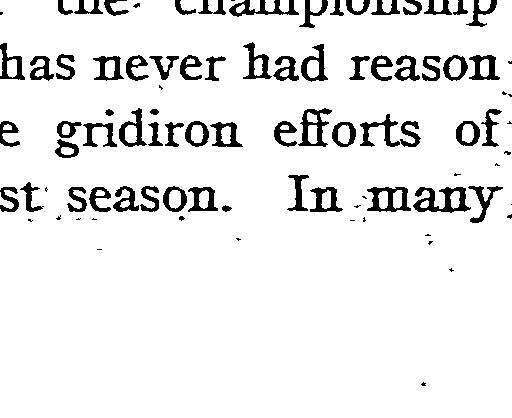 the championship
has never had reason
e gridiron efforts of
st season. In many